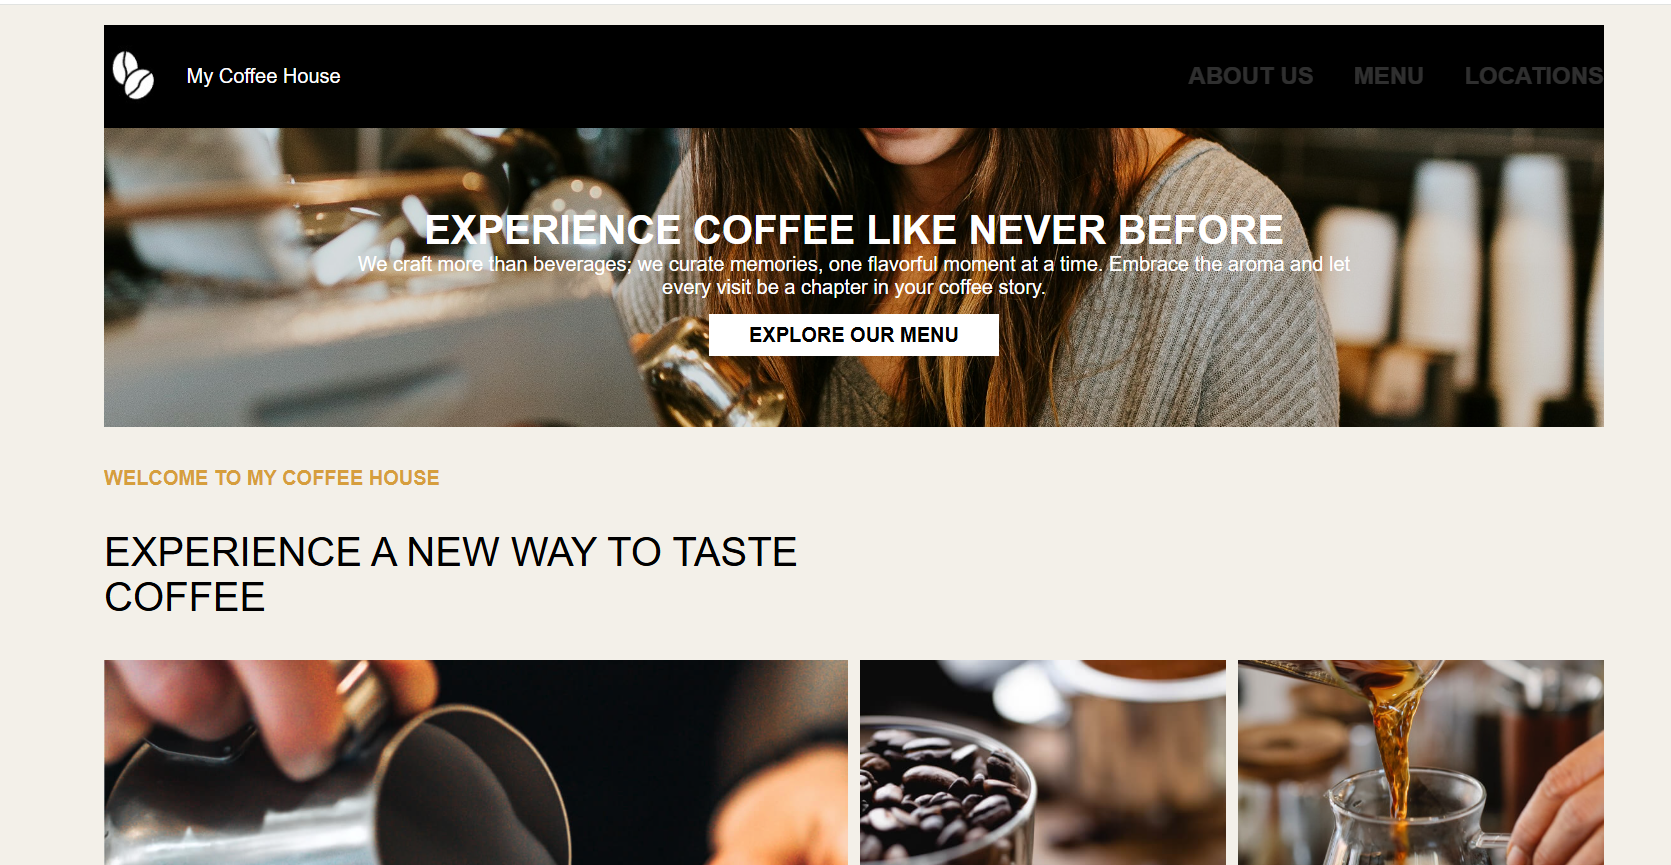 My Coffee House
ABOUT US MENU LOCATIONS
EXPERIENCE COFFEE LIKE NEVER BEFORE
We craft more than beverages; we curate memories, one flavorful moment at a time. Embrace the aroma and let
every visit be a chapter in your coffee story.
EXPLORE OUR MENU
WELCOME TO MY COFFEE HOUSE
EXPERIENCE A NEW WAY TO TASTE
COFFEE